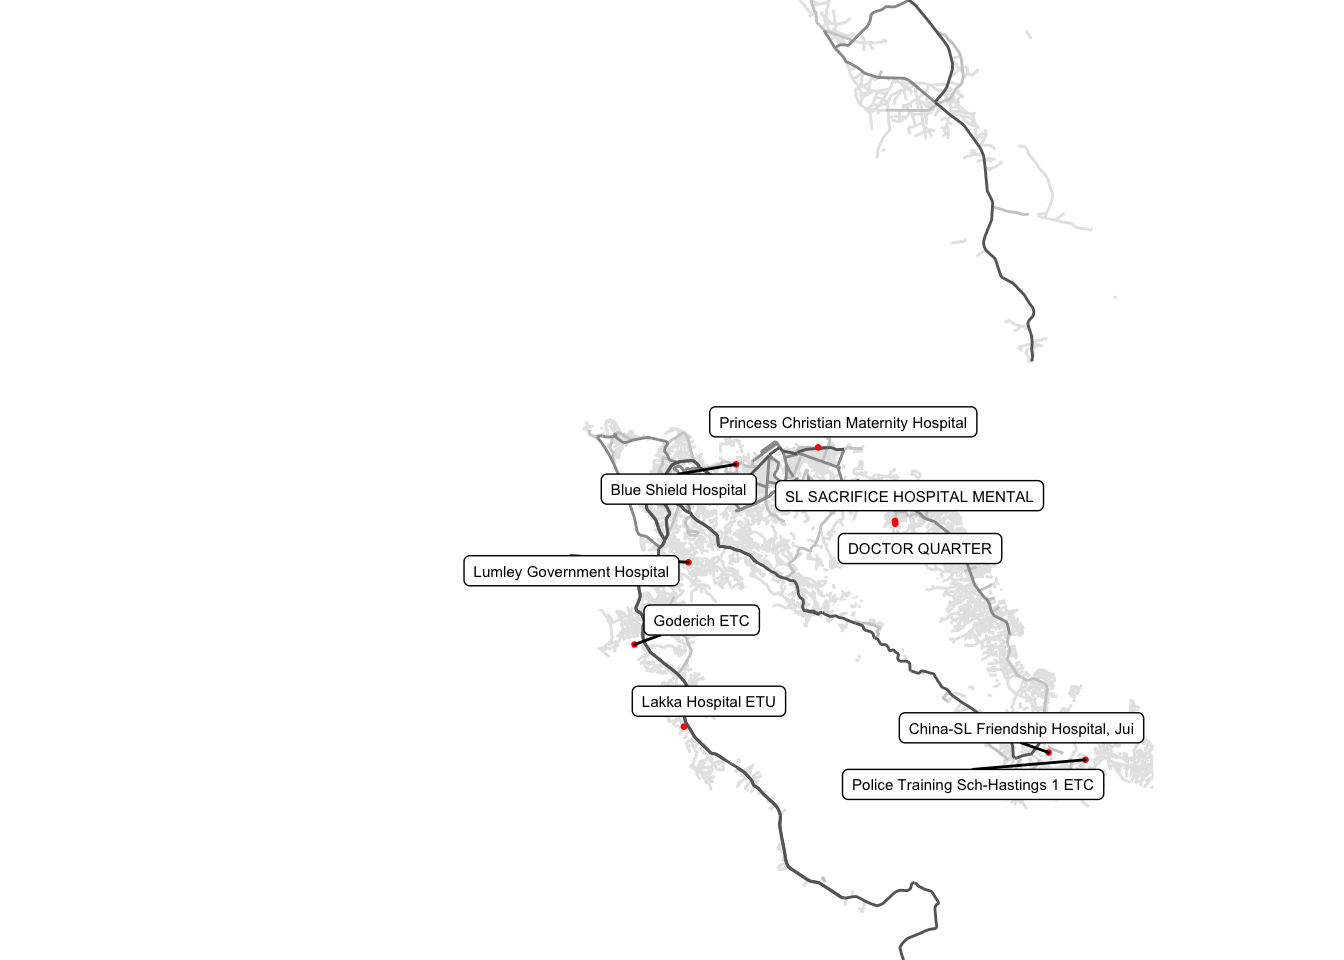 Princess Christian Maternity Hospital
Blue Shield Hospital
SL SACRIFICE HOSPITAL MENTAL
DOCTOR QUARTER
Lumley Government Hospital
Goderich ETC
Lakka Hospital ETU
China-SL Friendship Hospital, Jui
Police Training Sch-Hastings 1 ETC